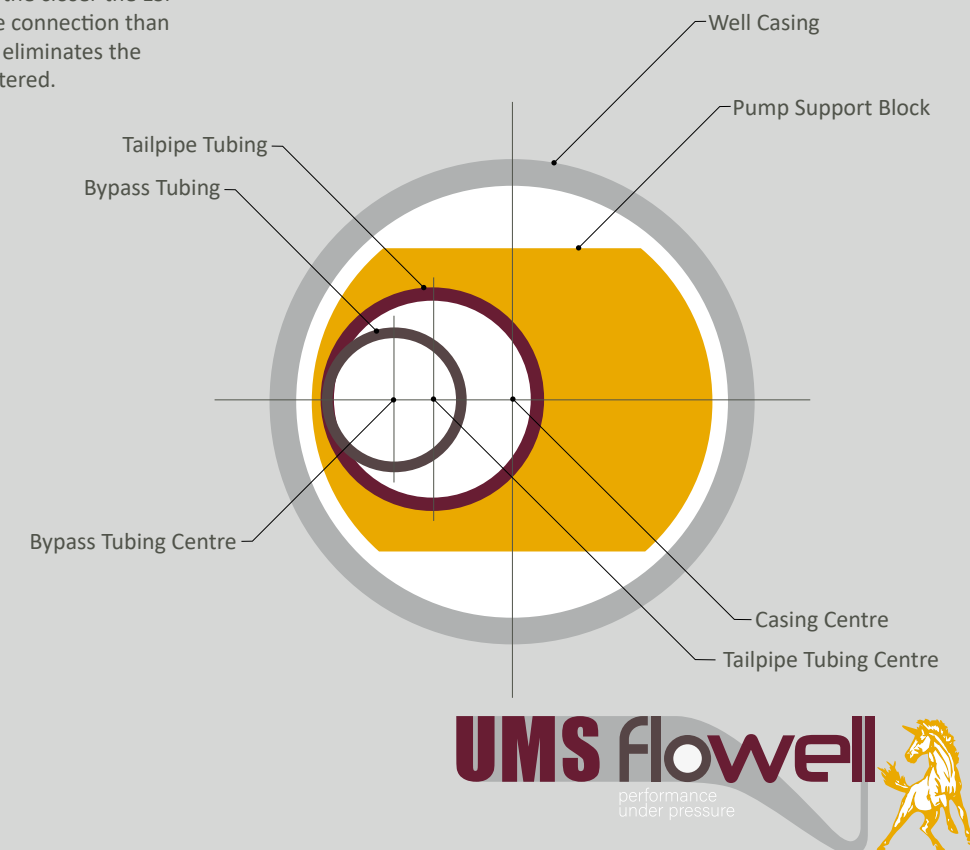 e connection than
eliminates the
tered.
Well Casing
Pump Support Block
Tailpipe Tubing
Bypass Tubing
Bypass Tubing Centre
Casing Centre
Tailpipe Tubing Centre
UMS flowell
performance
under pressure